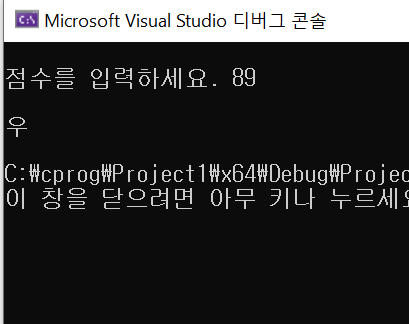 Microsoft Visual Studio 디버그 콘솔
점수를 입력하세요. 89
우
C:\cprog\Project1\x64\Debug\Projec
이 창을 닫으려면 아무 키나 누르세요